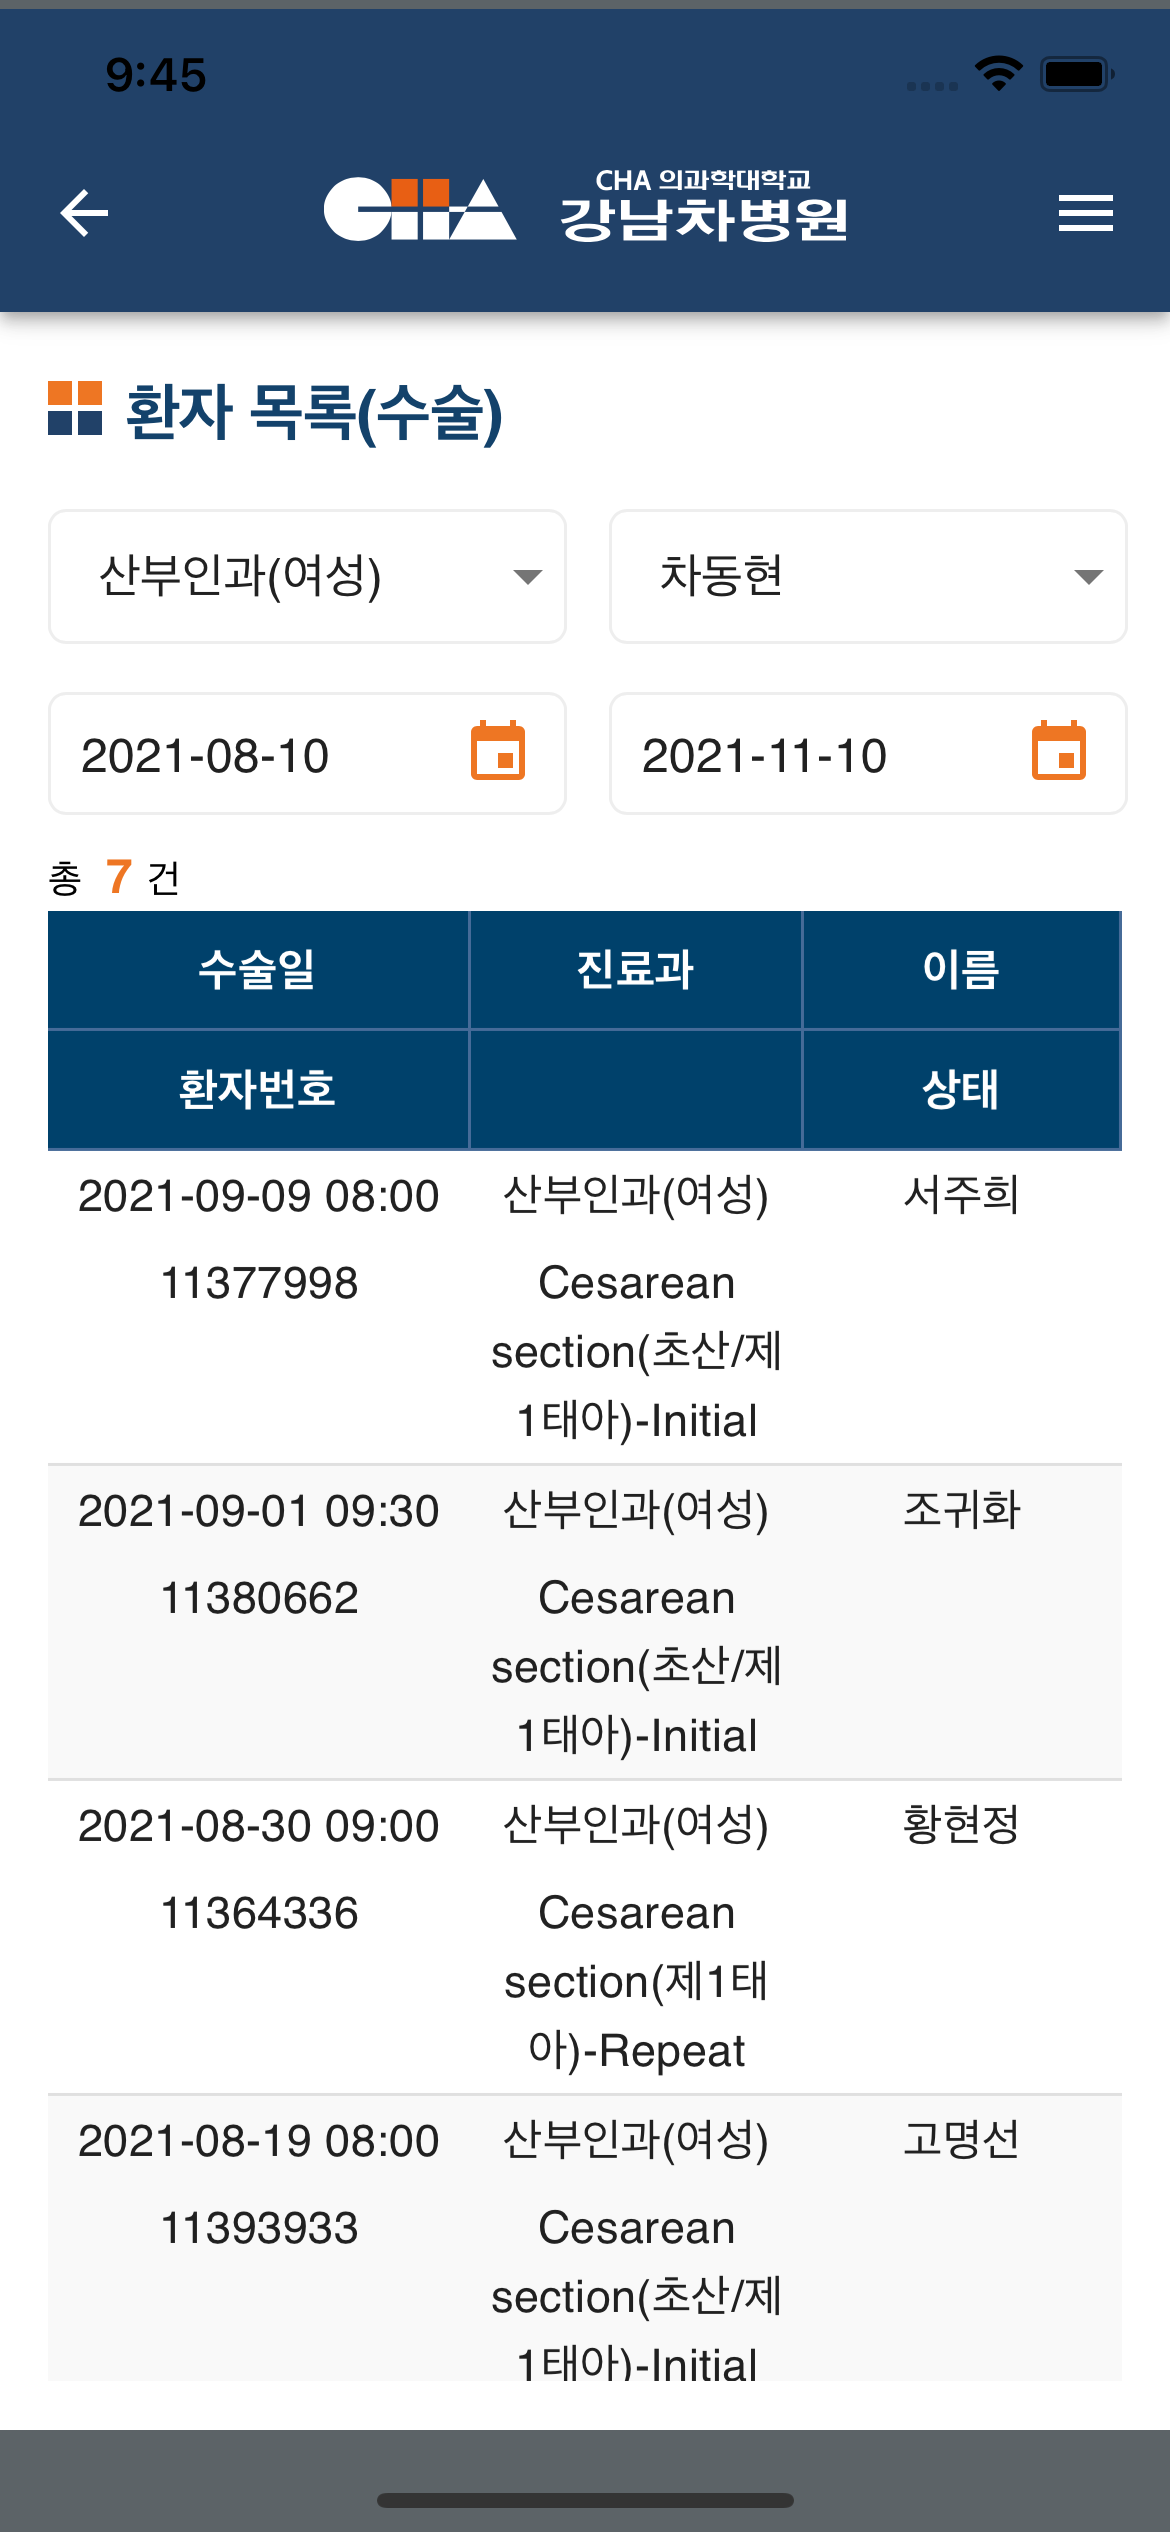 9:45
CHA 의과학대학교
CHA 강남차병원
환자 목록(수술)
산부인과(여성) 차동현
2021-08-10 2021-11-10
총 7 건
수술일 진료과 이름
환자번호 상태
2021-09-09 08:00 산부인과(여성) 서주희
11377998 Cesarean
section(초산/제
1태아)-Initial
2021-09-01 09:30 산부인과(여성) 조귀화
11380662 Cesarean
section(초산/제
1태아)-Initial
2021-08-30 09:00 산부인과(여성) 황현정
11364336 Cesarean
section(제1태
아)-Repeat
2021-08-19 08:00 산부인과(여성) 고명선
11393933 Cesarean
section(초산/제
1태아)-Initial